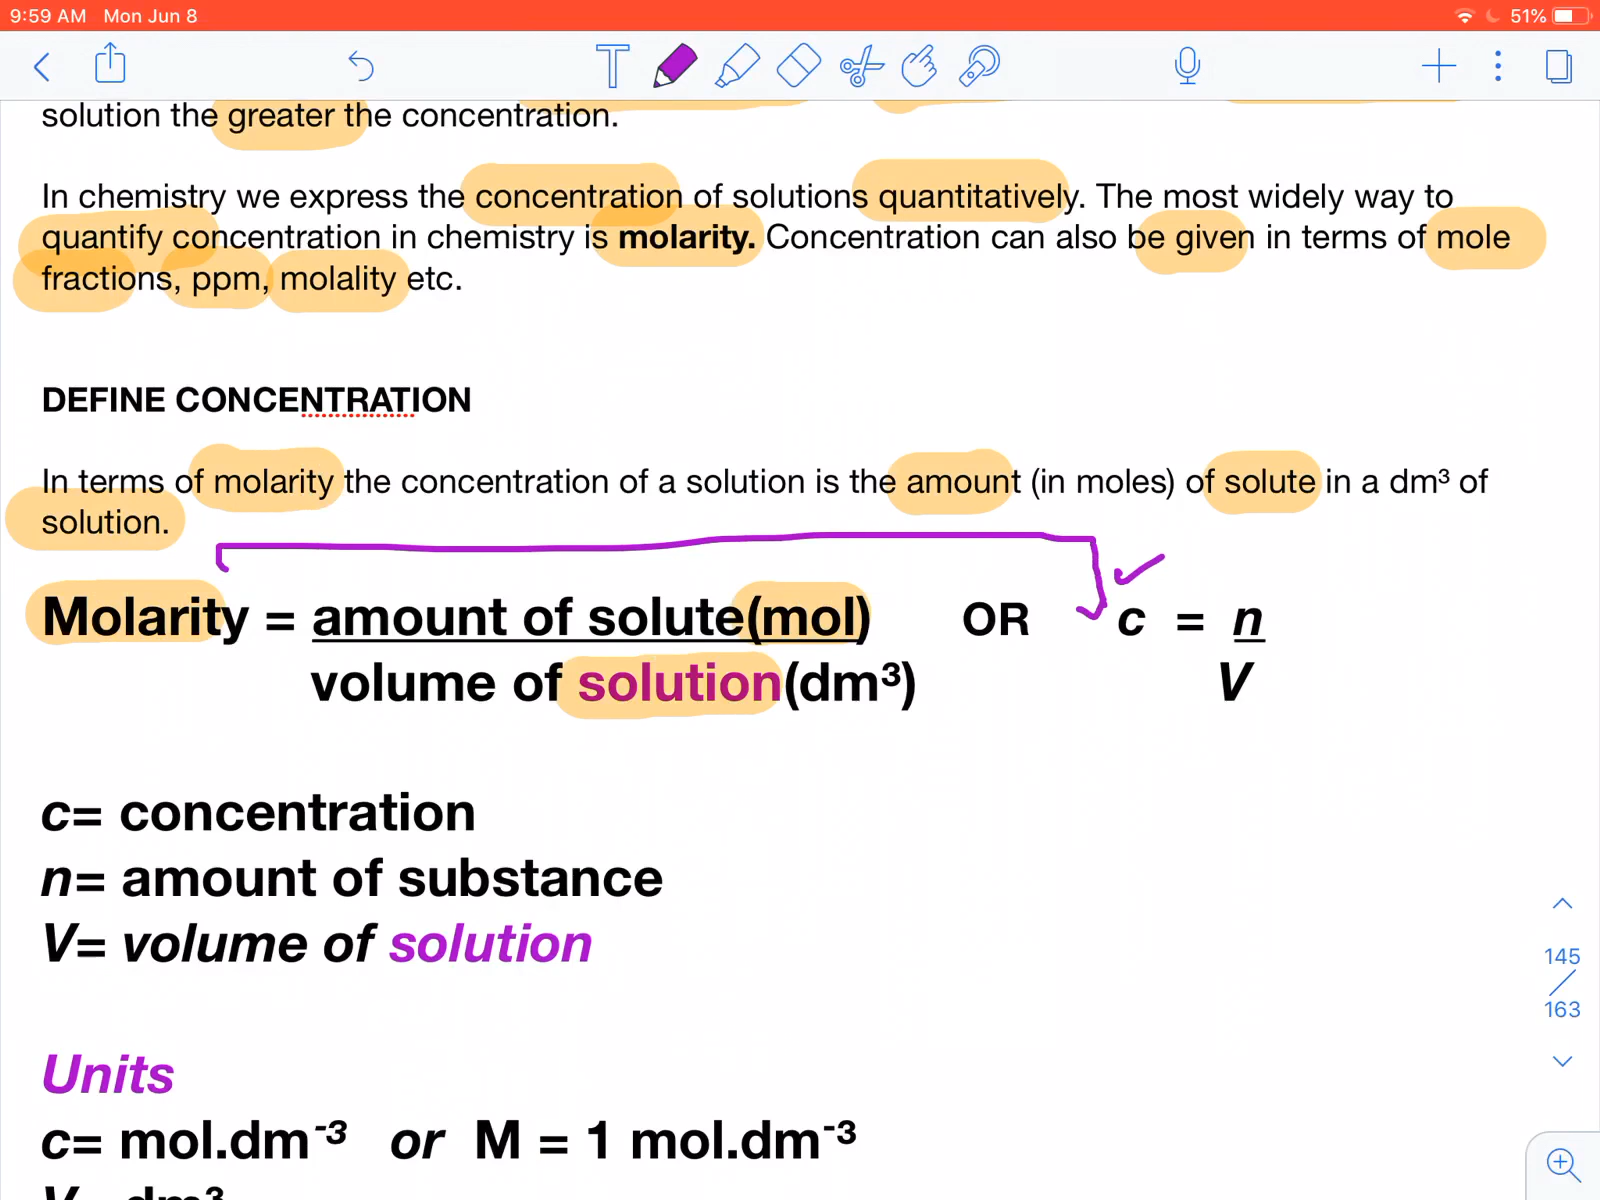 9:59 AM Mon Jun 8 51%
T
solution the greater the concentration.
In chemistry we express the concentration of solutions quantitatively. The most widely way to
quantify concentration in chemistry is molarity. Concentration can also be given in terms of mole
fractions, ppm, molality etc.
DEFINE CONCENTRATION
In terms of molarity the concentration of a solution is the amount (in moles) of solute in a dm³ of
solution.
Molarity = amount of solute(mol) OR c = n
volume of solution(dm³) V
c= concentration
n= amount of substance
V= volume of solution
145
163
Units
c= mol.dm⁻³ or M = 1 mol.dm⁻³
V= dm³